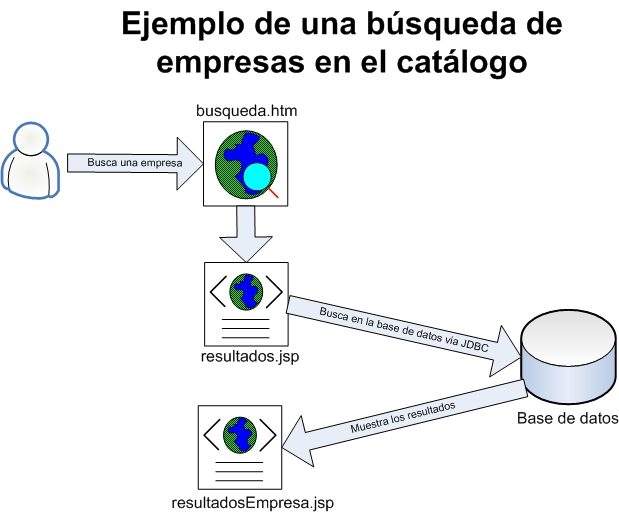 Ejemplo de una búsqueda de
empresas en el catálogo
busqueda.htm
Busca una empresa
resultados.jsp
Busca en la base de datos vía JDBC
Base de datos
Muestra los resultados
resultadosEmpresa.jsp